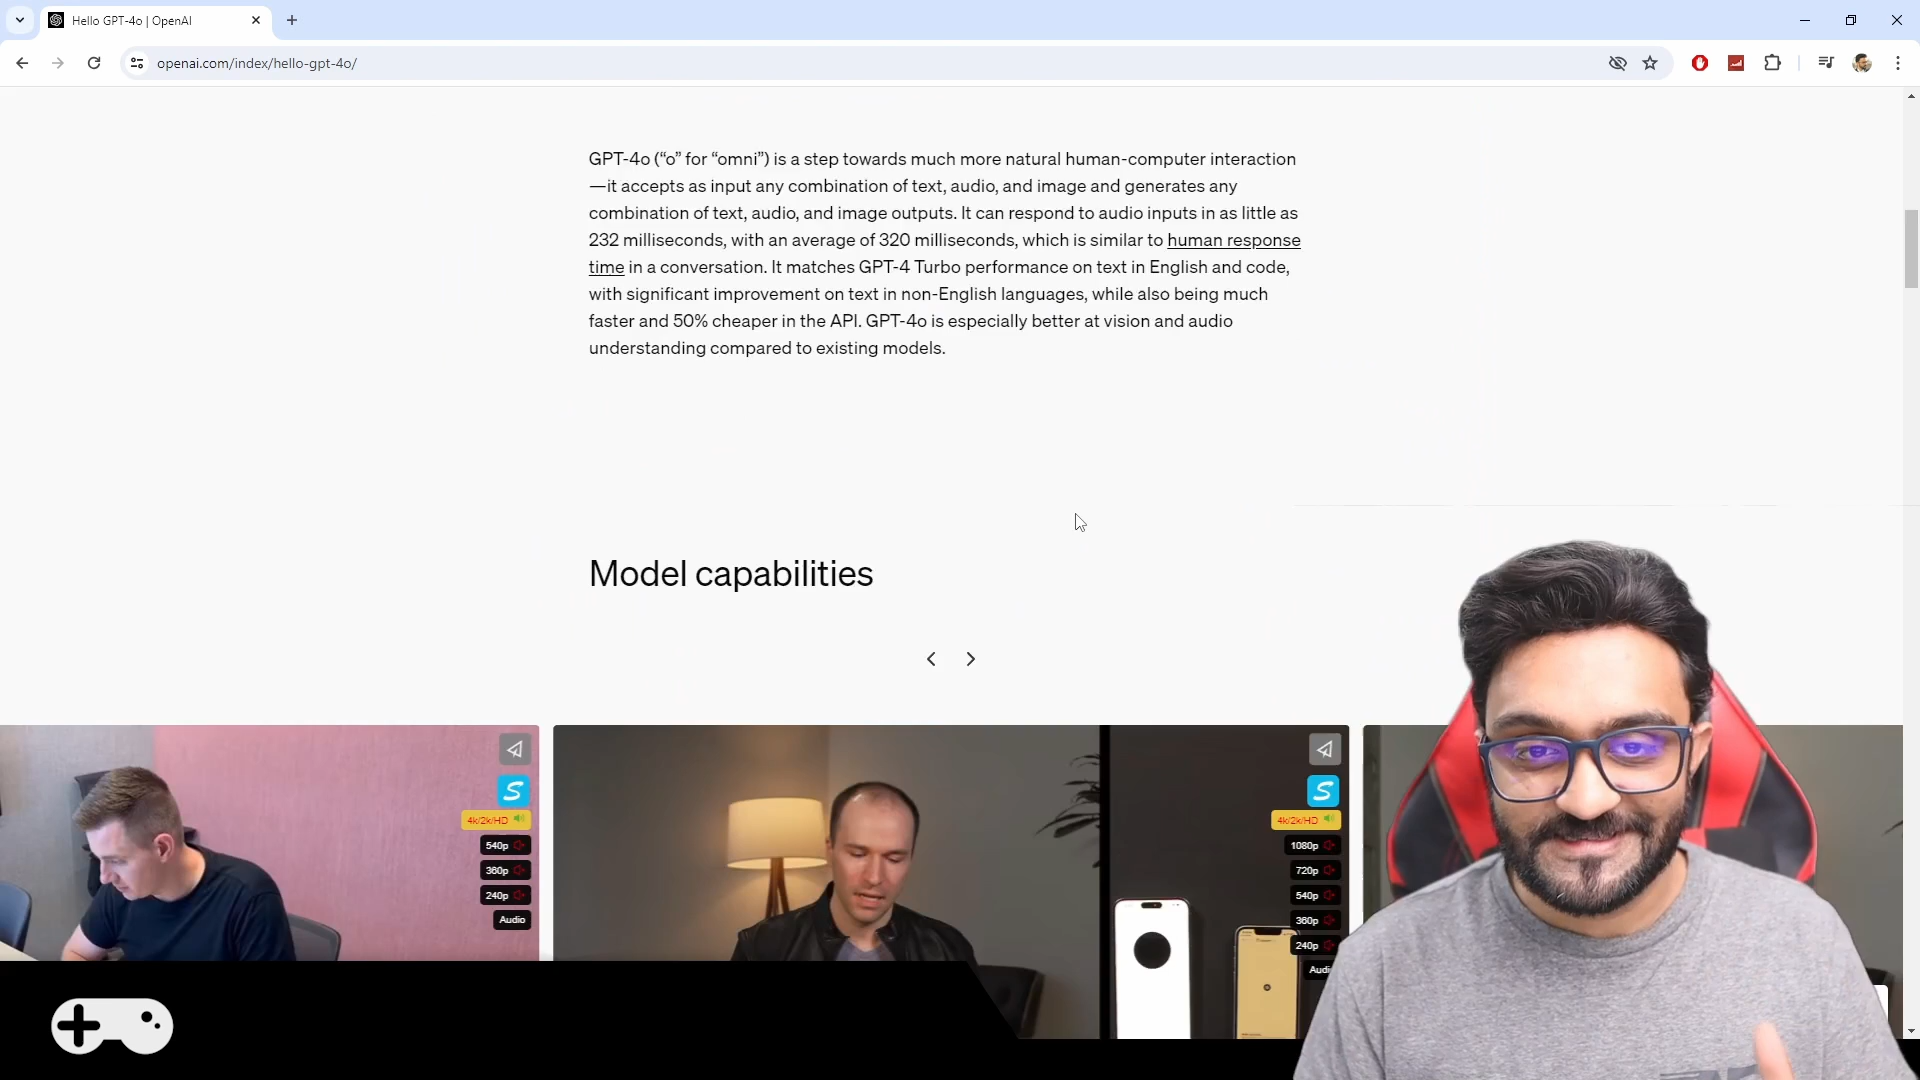 Hello GPT-4o | OpenAI
openai.com/index/hello-gpt-4o/
GPT-4o (“o” for “omni”) is a step towards much more natural human-computer interaction
—it accepts as input any combination of text, audio, and image and generates any
combination of text, audio, and image outputs. It can respond to audio inputs in as little as
232 milliseconds, with an average of 320 milliseconds, which is similar to human response
time in a conversation. It matches GPT-4 Turbo performance on text in English and code,
with significant improvement on text in non-English languages, while also being much
faster and 50% cheaper in the API. GPT-4o is especially better at vision and audio
understanding compared to existing models.
Model capabilities
S
4k/2k/HD
540p
360p
240p
Audio
S
4k/2k/HD
1080p
720p
540p
360p
240p
Audi